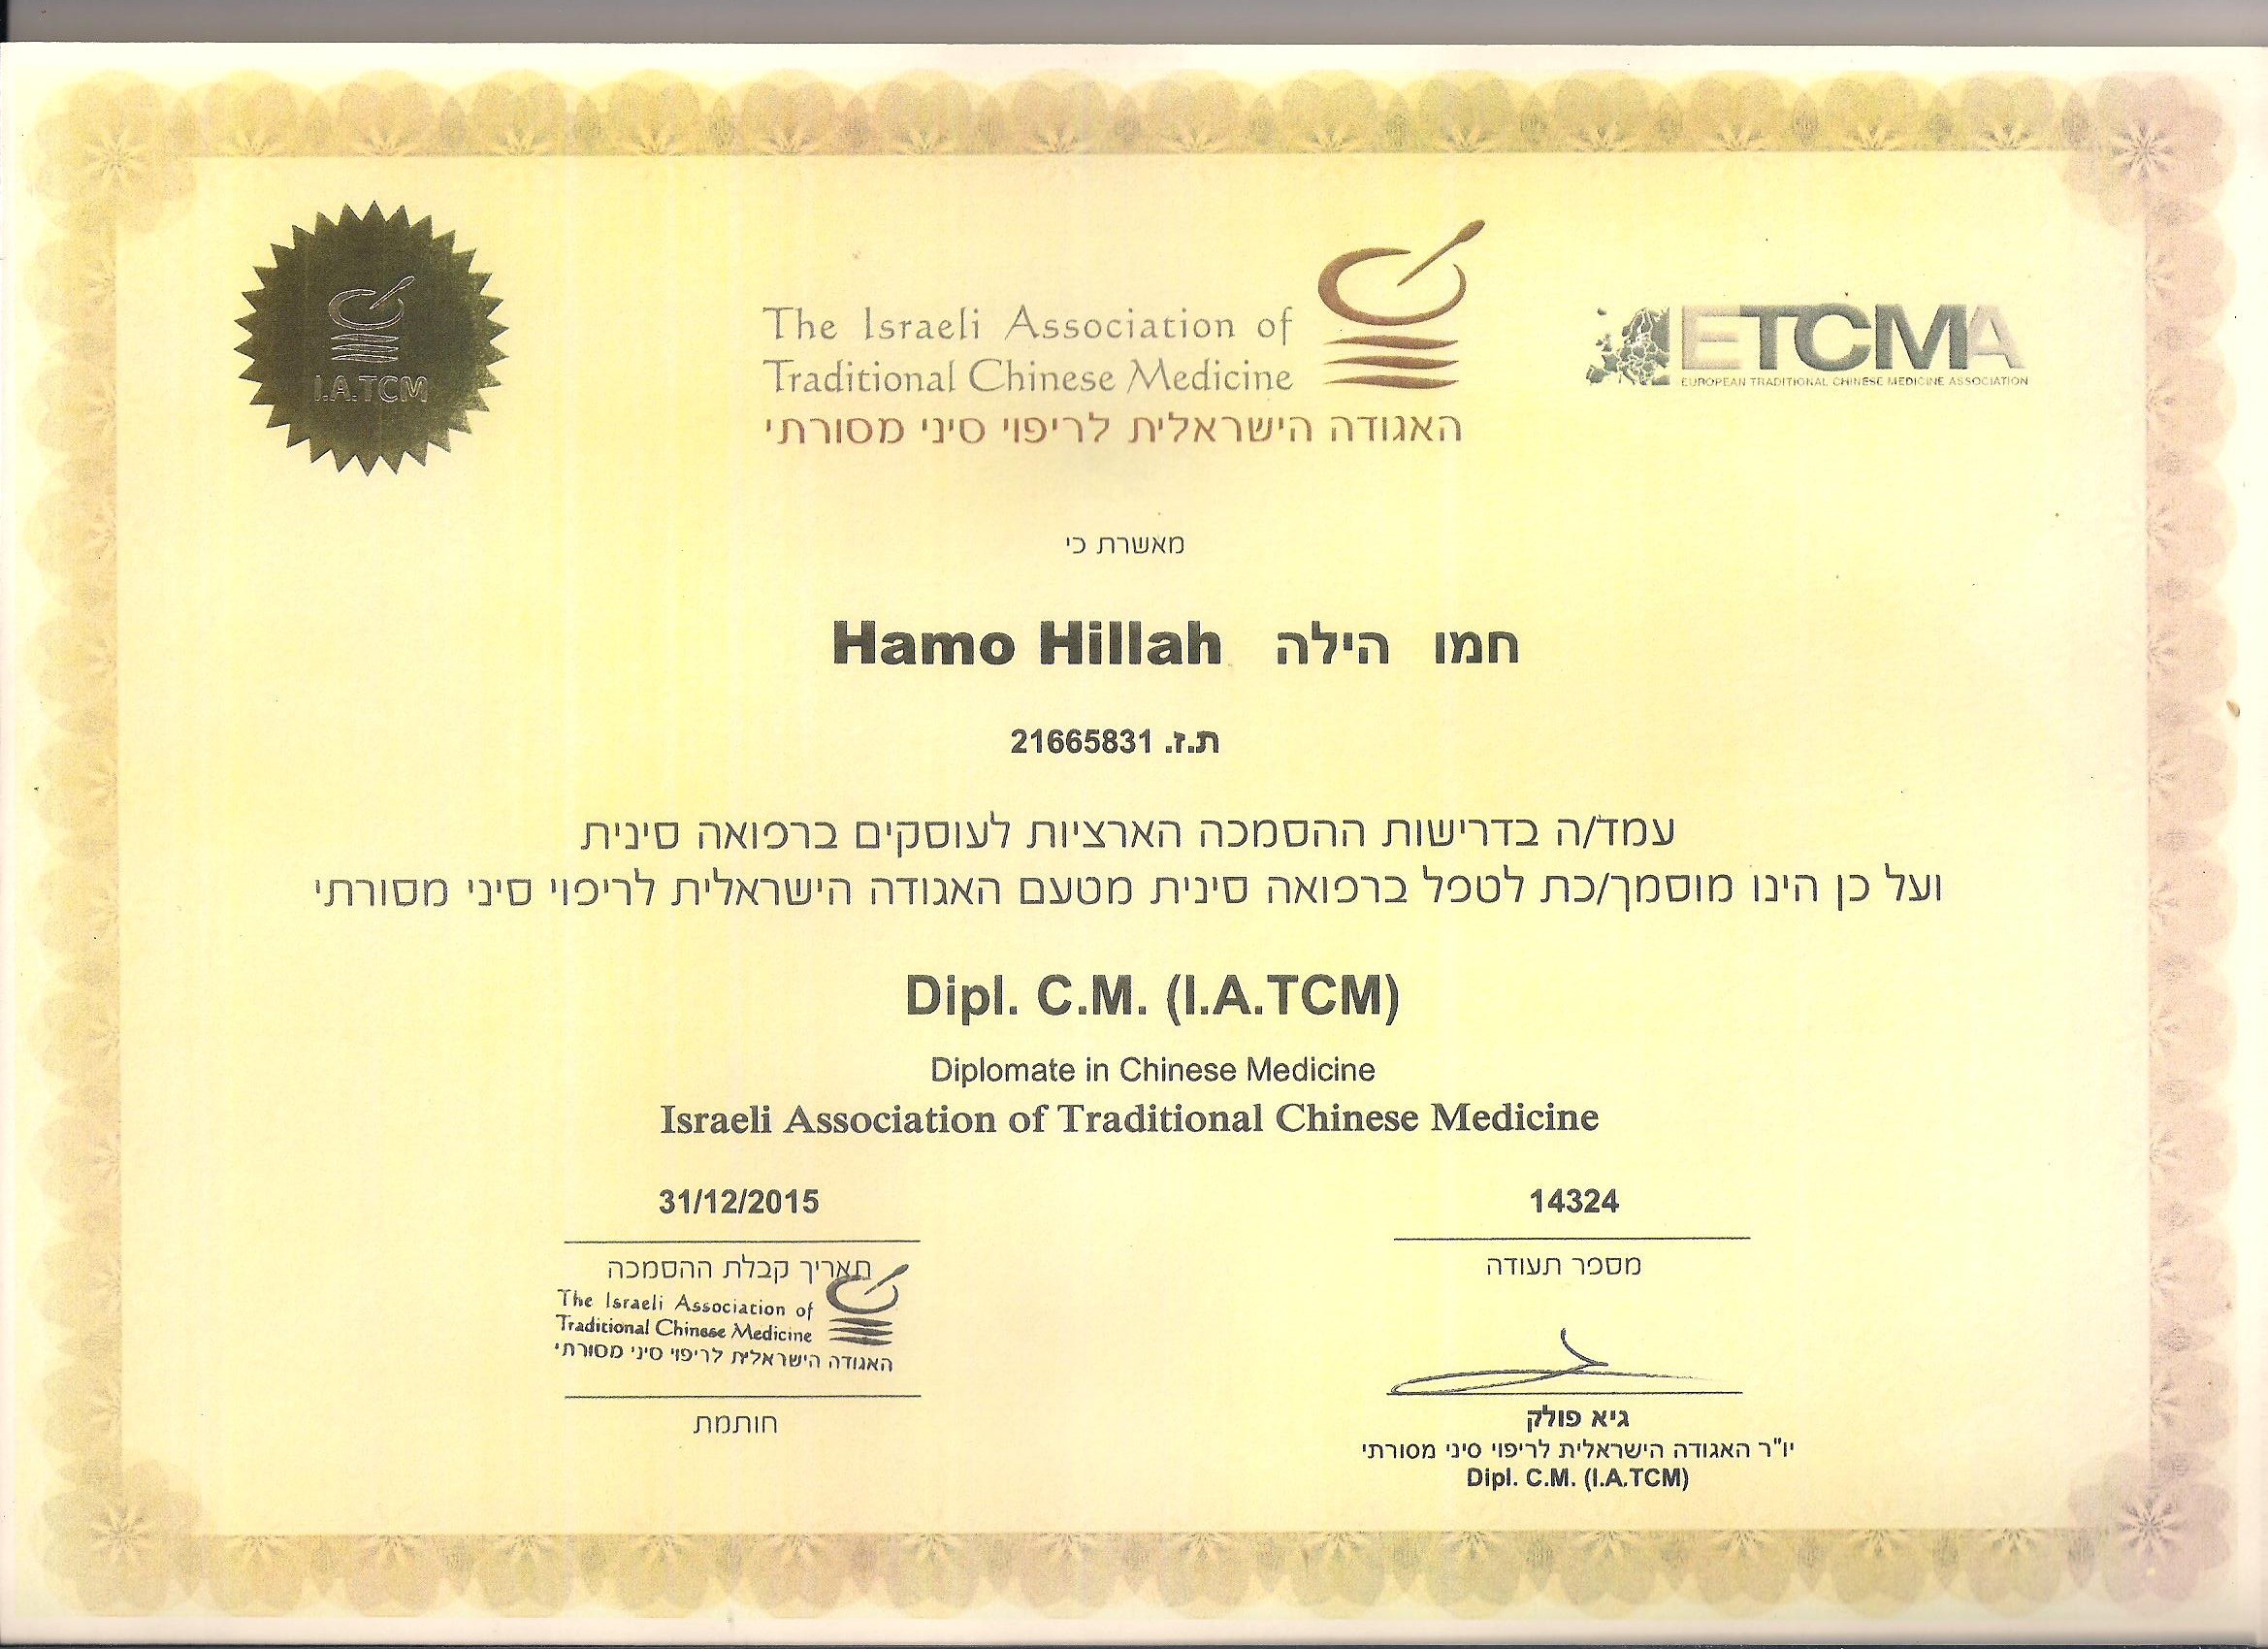 I.A.TCM
The Israeli Association of
Traditional Chinese Medicine
האגודה הישראלית לריפוי סיני מסורתי
ETCMA
EUROPEAN TRADITIONAL CHINESE MEDICINE ASSOCIATION
מאשרת כי
חמו הילה Hamo Hillah
ת.ז. 21665831
עמד/ה בדרישות ההסמכה הארציות לעוסקים ברפואה סינית
ועל כן הינו מוסמך/כת לטפל ברפואה סינית מטעם האגודה הישראלית לריפוי סיני מסורתי
Dipl. C.M. (I.A.TCM)
Diplomate in Chinese Medicine
Israeli Association of Traditional Chinese Medicine
14324
מספר תעודה
31/12/2015
תאריך קבלת ההסמכה
The Israeli Association of
Traditional Chinese Medicine
האגודה הישראלית לריפוי סיני מסורתי
חותמת
גיא פולק
יו"ר האגודה הישראלית לריפוי סיני מסורתי
Dipl. C.M. (I.A.TCM)